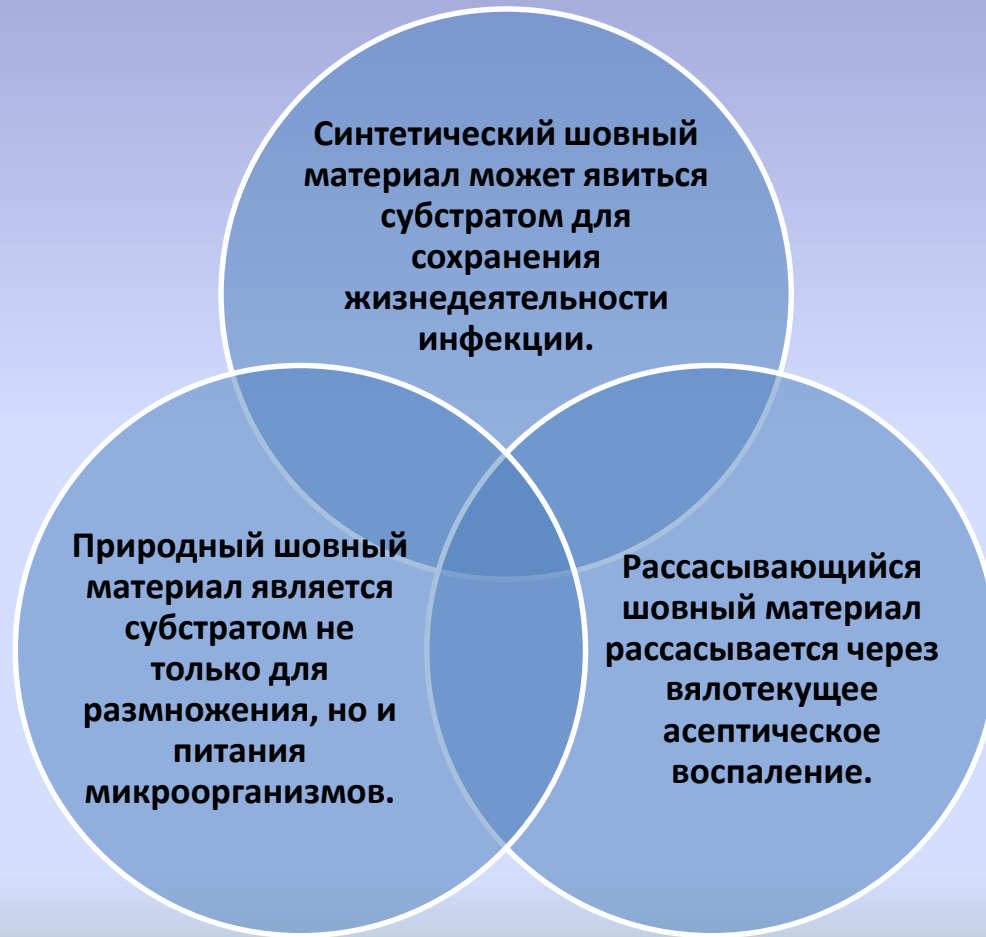 Синтетический шовный
материал может явиться
субстратом для
сохранения
жизнедеятельности
инфекции.
Природный шовный
материал является
субстратом не
только для
размножения, но и
питания
микроорганизмов.
Рассасывающийся
шовный материал
рассасывается через
вялотекущее
асептическое
воспаление.